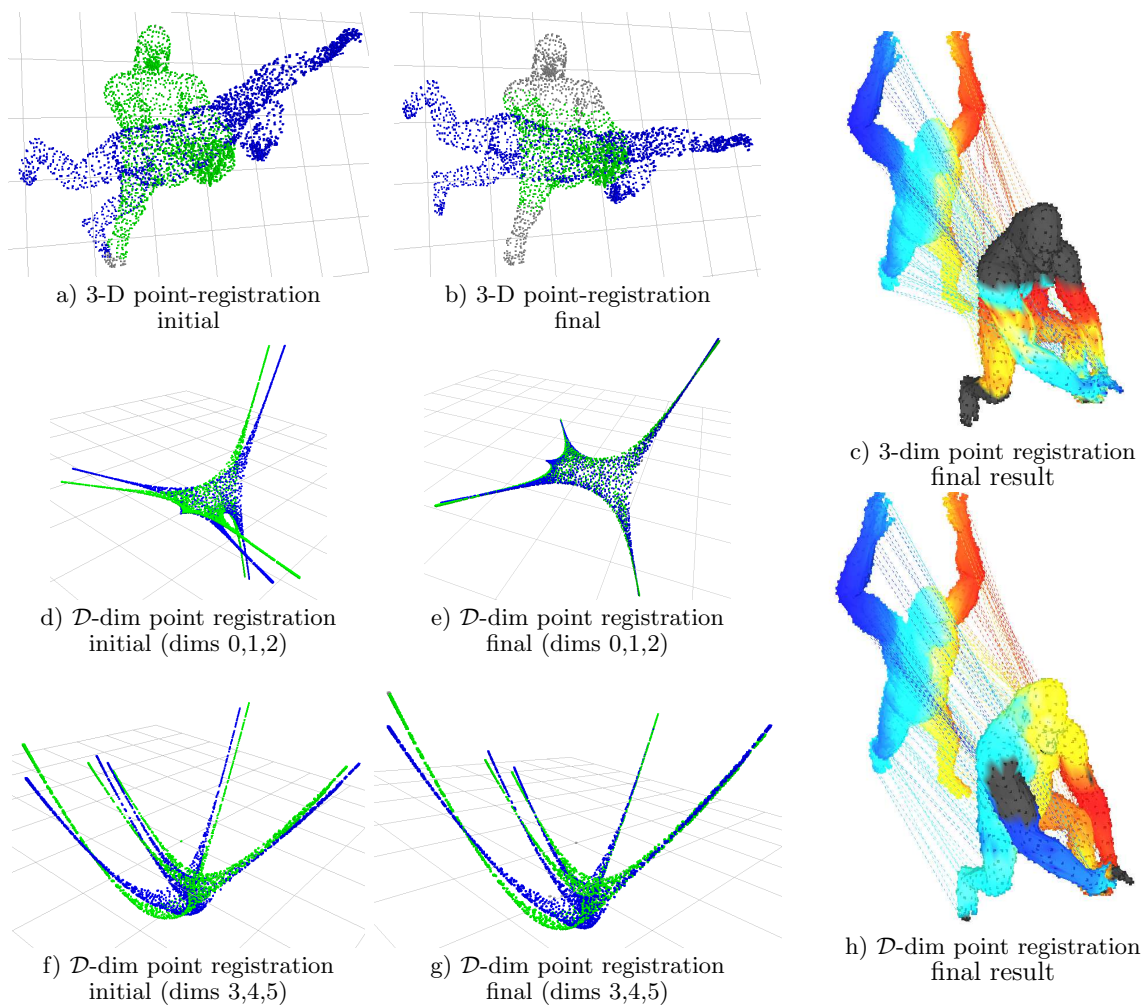 a) 3-D point-registration
initial
b) 3-D point-registration
final
c) 3-dim point registration
final result
d) 𝒟-dim point registration
initial (dims 0,1,2)
e) 𝒟-dim point registration
final (dims 0,1,2)
f) 𝒟-dim point registration
initial (dims 3,4,5)
g) 𝒟-dim point registration
final (dims 3,4,5)
h) 𝒟-dim point registration
final result